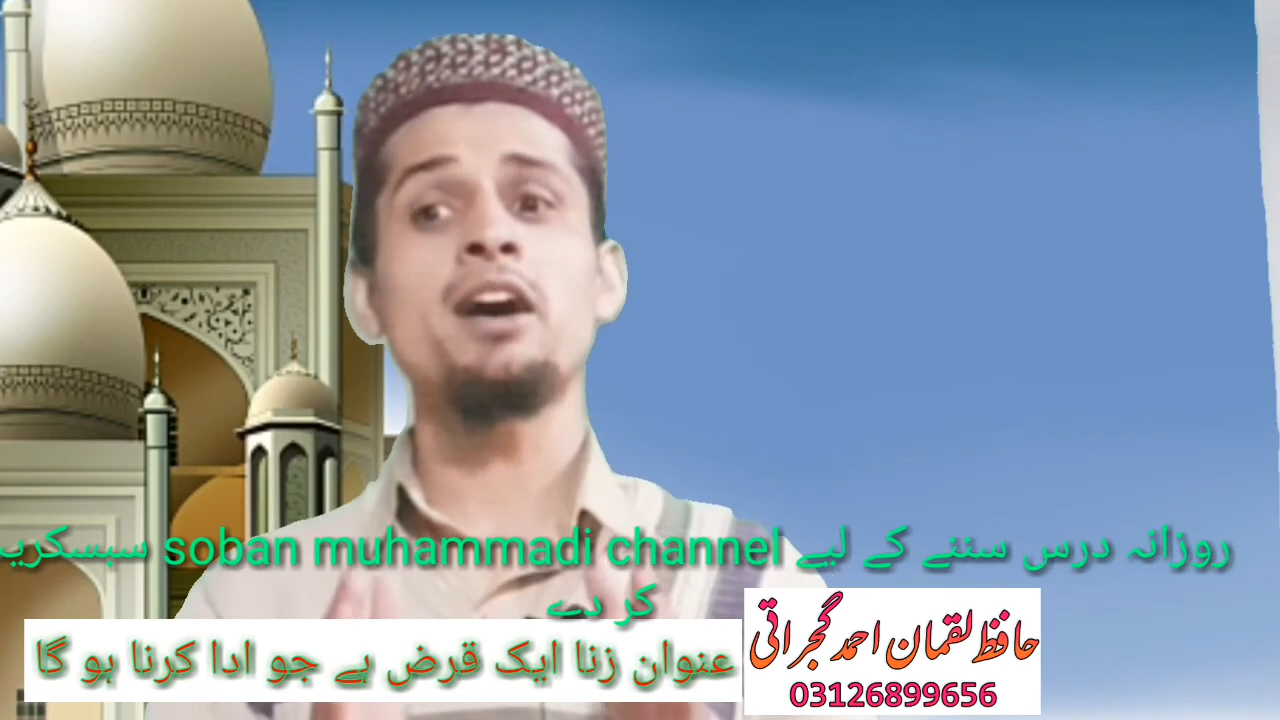 روزانہ درس سننے کے لیے soban muhammadi channel سبسکریب
کر دے
عنوان زنا ایک قرض ہے جو ادا کرنا ہو گا
حافظ لقمان احمد گجراتی
03126899656